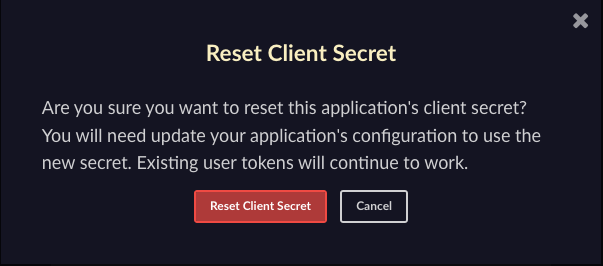 Reset Client Secret
Are you sure you want to reset this application's client secret?
You will need update your application's configuration to use the
new secret. Existing user tokens will continue to work.
Reset Client Secret
Cancel